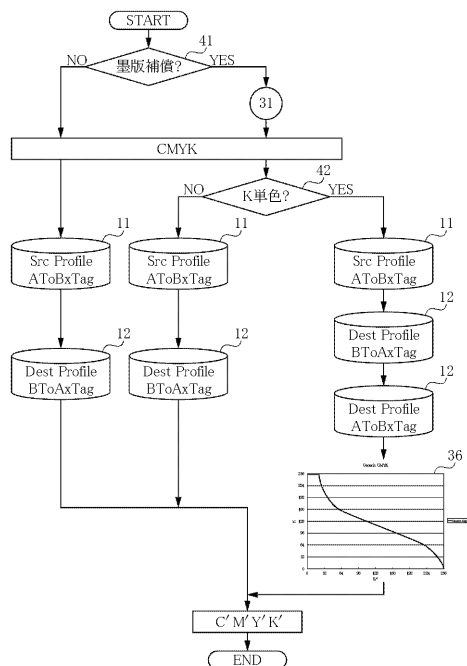 START
41
NO
墨版補償?
YES
31
CMYK
42
NO
K単色?
YES
11
11
11
Src Profile
AToBxTag
Src Profile
AToBxTag
Src Profile
AToBxTag
12
12
12
Dest Profile
BToAxTag
Dest Profile
BToAxTag
Dest Profile
BToAxTag
12
Dest Profile
AToBxTag
36
Generic CMYK
K
C′M′Y′K′
END